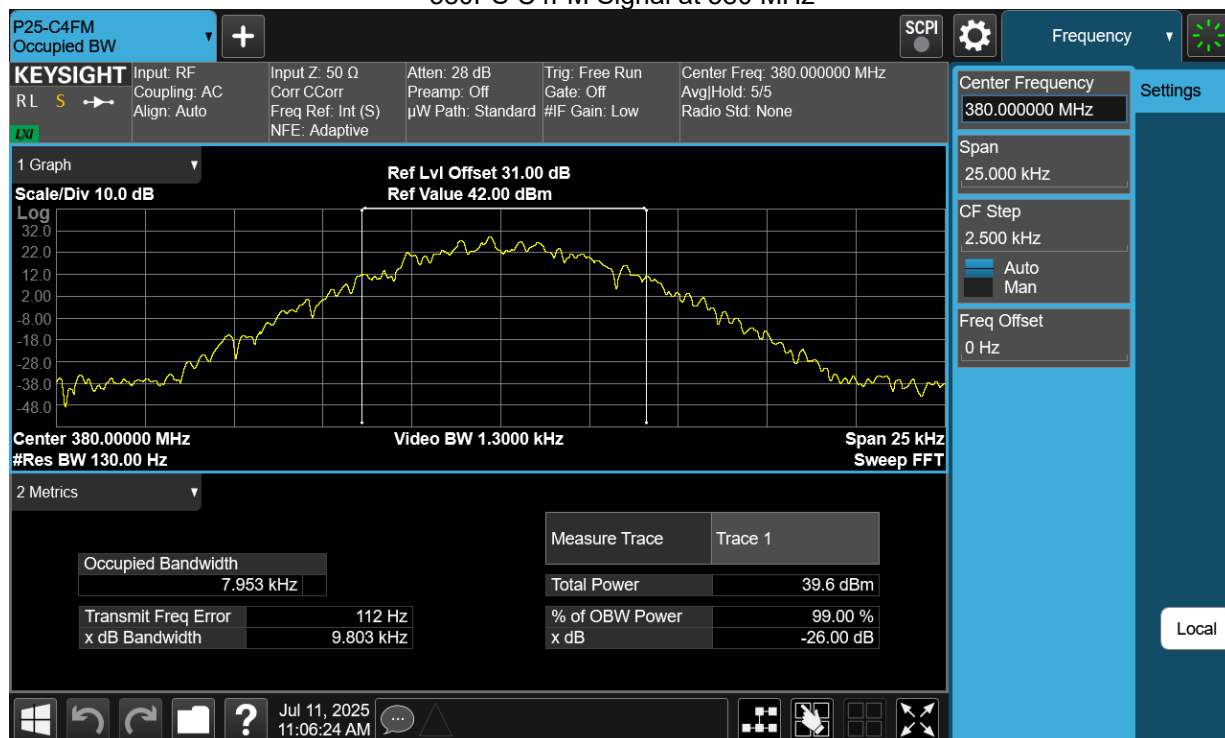 P25-C4FM
Occupied BW
+
SCPI
Frequency
KEYSIGHT
R L S
LXI
Input: RF
Coupling: AC
Align: Auto
Input Z: 50 Ω
Corr CCorr
Freq Ref: Int (S)
NFE: Adaptive
Atten: 28 dB
Preamp: Off
µW Path: Standard
Trig: Free Run
Gate: Off
#IF Gain: Low
Center Freq: 380.000000 MHz
Avg|Hold: 5/5
Radio Std: None
Center Frequency
380.000000 MHz
Settings
Span
25.000 kHz
CF Step
2.500 kHz
Auto
Man
Freq Offset
0 Hz
Local
1 Graph
Scale/Div 10.0 dB
Ref Lvl Offset 31.00 dB
Ref Value 42.00 dBm
Log
32.0
22.0
12.0
2.00
-8.00
-18.0
-28.0
-38.0
-48.0
Center 380.00000 MHz
Video BW 1.3000 kHz
Span 25 kHz
#Res BW 130.00 Hz
Sweep FFT
2 Metrics
Measure Trace Trace 1
Occupied Bandwidth
7.953 kHz
Total Power 39.6 dBm
Transmit Freq Error 112 Hz
% of OBW Power 99.00 %
x dB Bandwidth 9.803 kHz
x dB -26.00 dB
?
Jul 11, 2025
11:06:24 AM